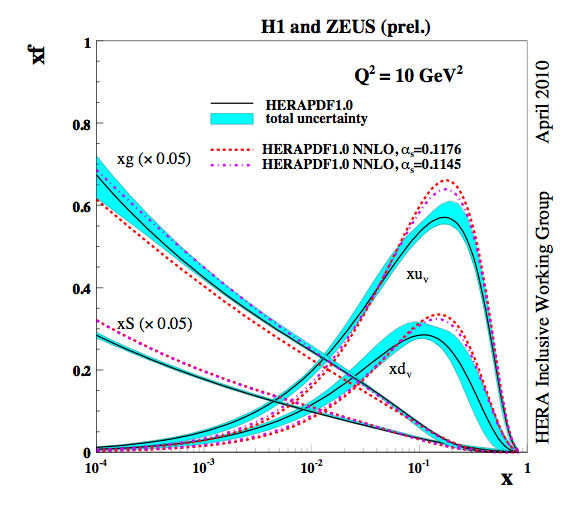 H1 and ZEUS (prel.)
xf
1
Q² = 10 GeV²
HERAPDF1.0
total uncertainty
HERAPDF1.0 NNLO, αs=0.1176
HERAPDF1.0 NNLO, αs=0.1145
0.8
xg (× 0.05)
0.6
xuv
0.4
xS (× 0.05)
xdv
0.2
0
10⁻⁴ 10⁻³ 10⁻² 10⁻¹ 1
x
HERA Inclusive Working Group April 2010